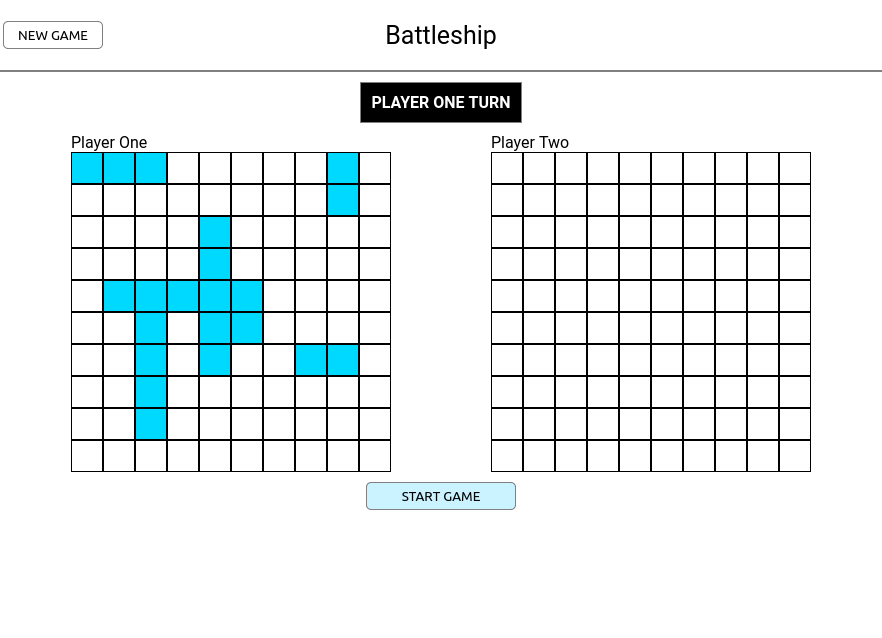 NEW GAME
Battleship
PLAYER ONE TURN
Player One
Player Two
START GAME